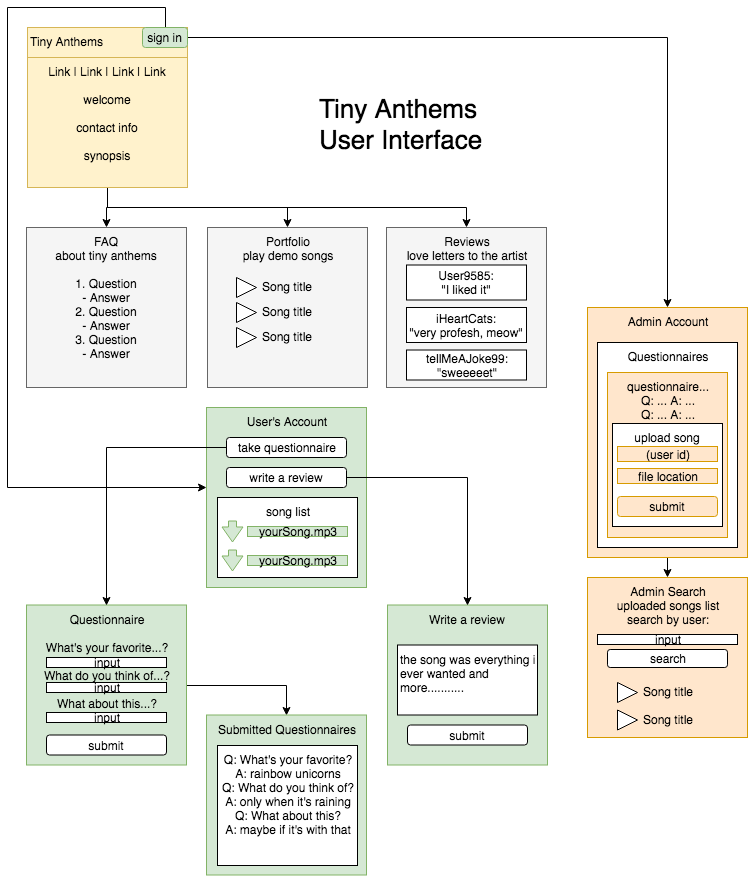 sign in
Tiny Anthems
Link | Link | Link | Link
welcome
contact info
synopsis
Tiny Anthems
User Interface
FAQ
about tiny anthems
1. Question
- Answer
2. Question
- Answer
3. Question
- Answer
Portfolio
play demo songs
Song title
Song title
Song title
Reviews
love letters to the artist
User9585:
"I liked it"
iHeartCats:
"very profesh, meow"
tellMeAJoke99:
"sweeeeet"
Admin Account
Questionnaires
questionnaire...
Q: ... A: ...
Q: ... A: ...
upload song
(user id)
file location
submit
User's Account
take questionnaire
write a review
song list
yourSong.mp3
yourSong.mp3
Questionnaire
What's your favorite...?
input
What do you think of...?
input
What about this...?
input
submit
Submitted Questionnaires
Q: What's your favorite?
A: rainbow unicorns
Q: What do you think of?
A: only when it's raining
Q: What about this?
A: maybe if it's with that
Write a review
the song was everything i
ever wanted and
more...........
submit
Admin Search
uploaded songs list
search by user:
input
search
Song title
Song title